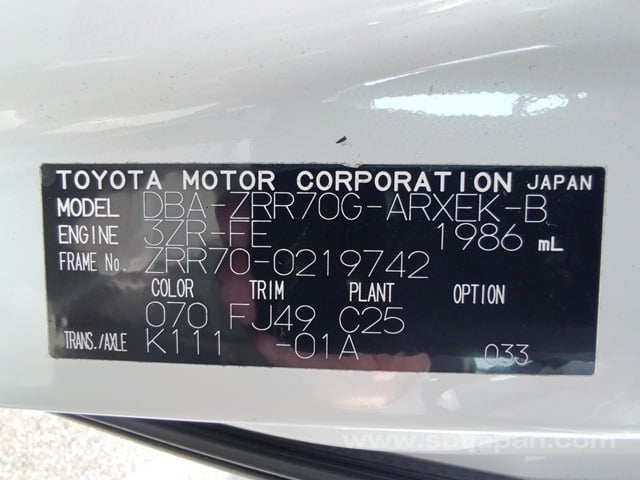 TOYOTA MOTOR CORPORATION JAPAN
MODEL DBA-ZRR70G-ARXEK-B
ENGINE 3ZR-FE 1986 mL
FRAME No. ZRR70-0219742
COLOR TRIM PLANT OPTION
070 FJ49 C25
TRANS./AXLE K111 -01A 033
www.sbtjapan.com